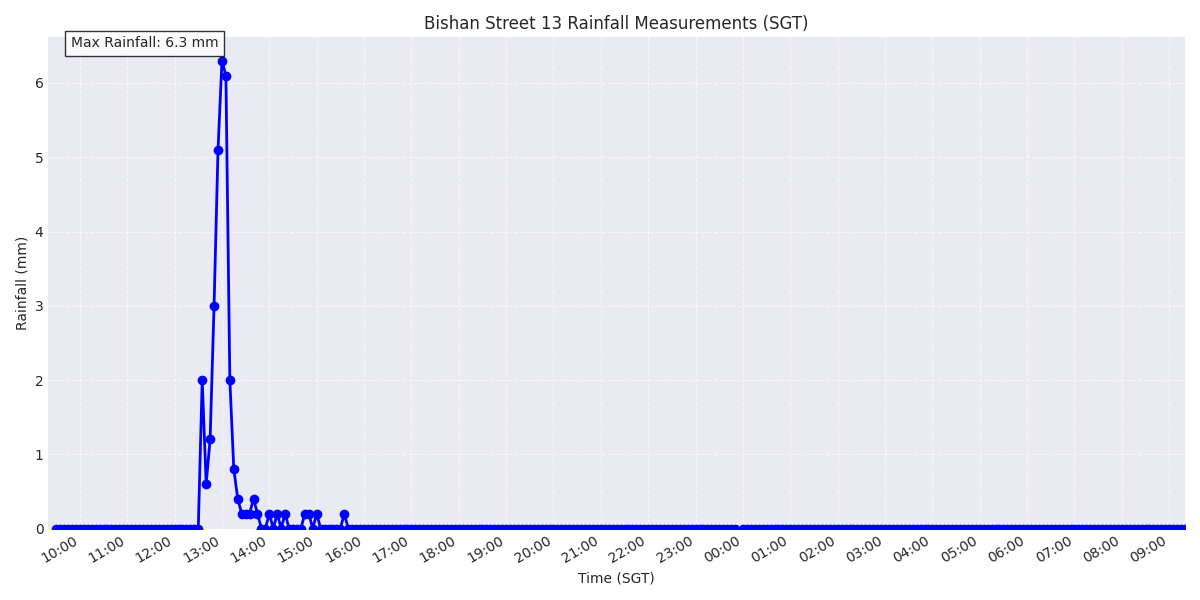 Bishan Street 13 Rainfall Measurements (SGT)
Max Rainfall: 6.3 mm
Rainfall (mm)
6
5
4
3
2
1
0
10:00 11:00 12:00 13:00 14:00 15:00 16:00 17:00 18:00 19:00 20:00 21:00 22:00 23:00 00:00 01:00 02:00 03:00 04:00 05:00 06:00 07:00 08:00 09:00
Time (SGT)